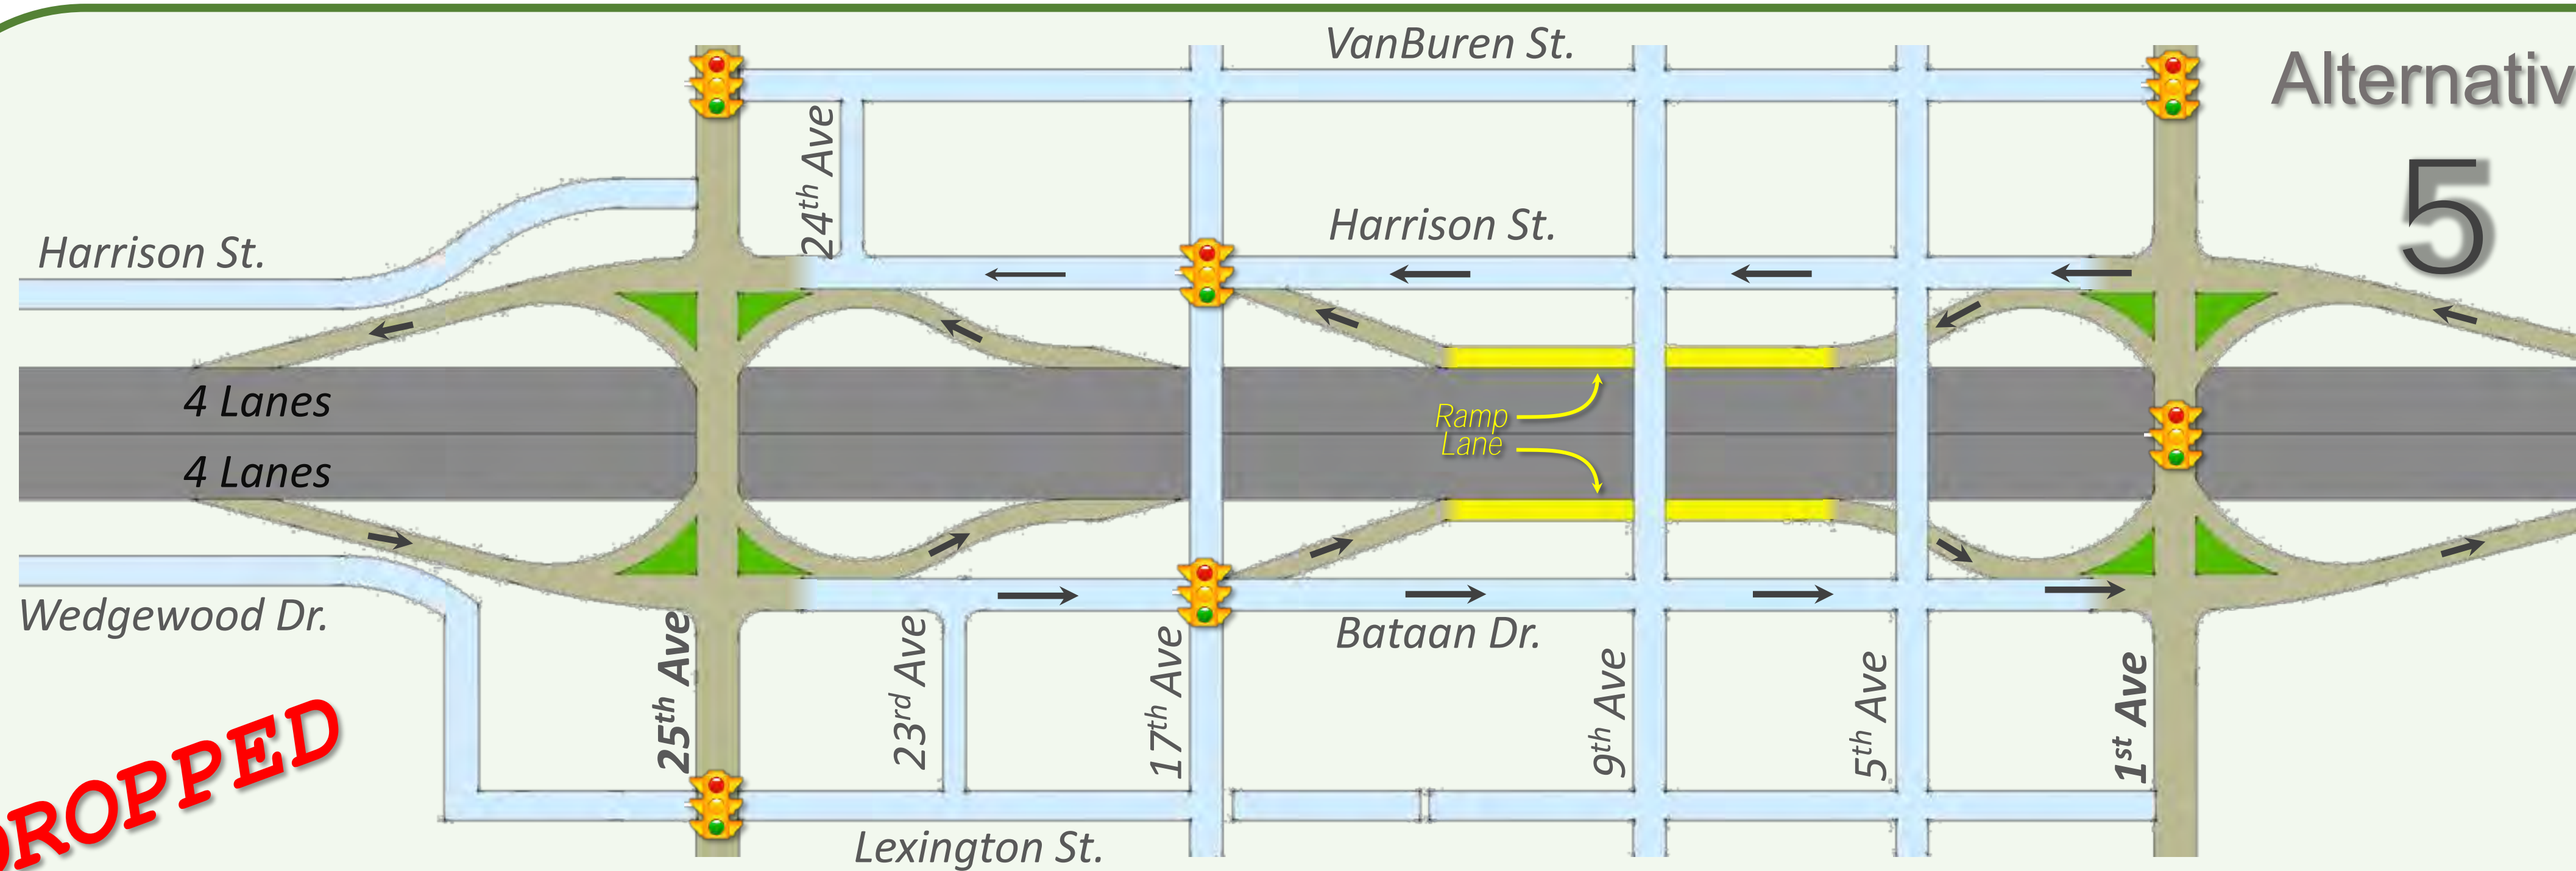 VanBuren St.
Alternativ
5
24th Ave
Harrison St.
Harrison St.
4 Lanes
4 Lanes
Ramp
Lane
Wedgewood Dr.
Bataan Dr.
25th Ave
23rd Ave
17th Ave
9th Ave
5th Ave
1st Ave
DROPPED
Lexington St.